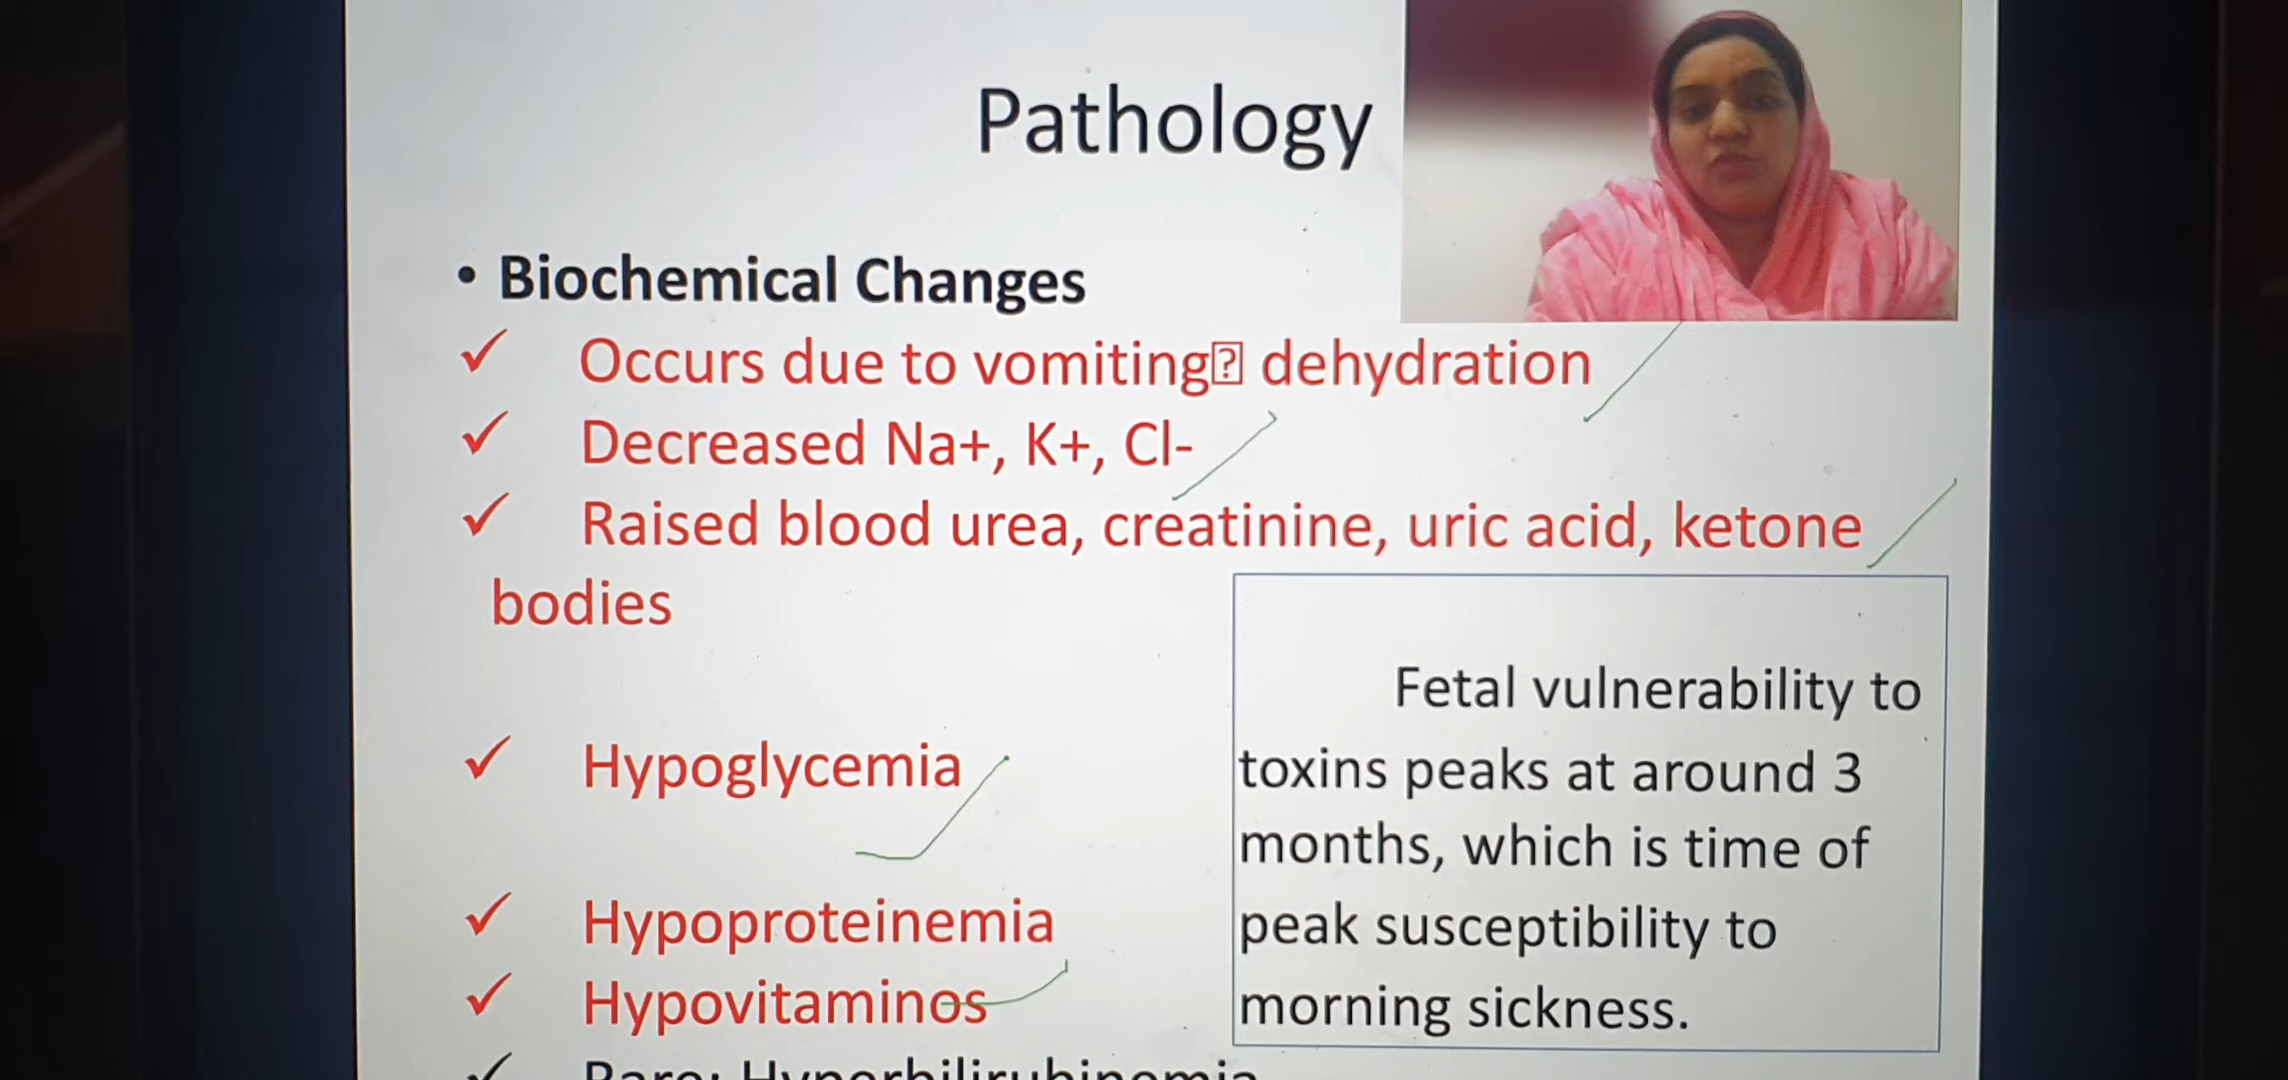 Pathology
• Biochemical Changes
✓ Occurs due to vomiting⍰ dehydration
✓ Decreased Na+, K+, Cl-
✓ Raised blood urea, creatinine, uric acid, ketone
bodies
✓ Hypoglycemia
✓ Hypoproteinemia
✓ Hypovitaminos
✓ Rare: Hyperbilirubinemia
Fetal vulnerability to
toxins peaks at around 3
months, which is time of
peak susceptibility to
morning sickness.